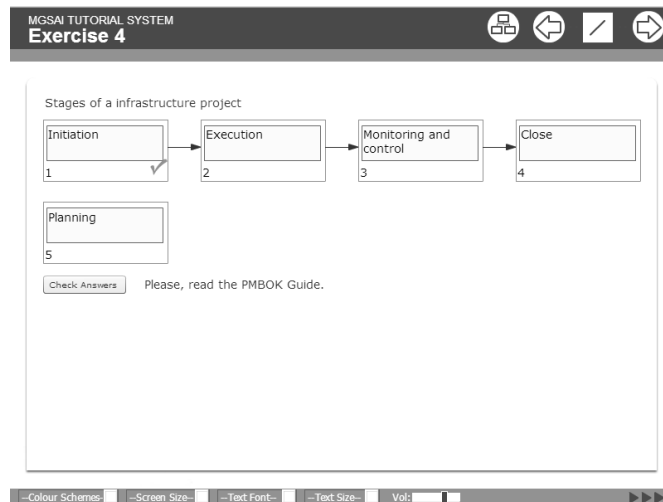 MGSAI TUTORIAL SYSTEM
Exercise 4
Stages of a infrastructure project
Initiation
1
Execution
2
Monitoring and
control
3
Close
4
Planning
5
Check Answers
Please, read the PMBOK Guide.
--Colour Schemes-
--Screen Size--
--Text Font--
--Text Size--
Vol: